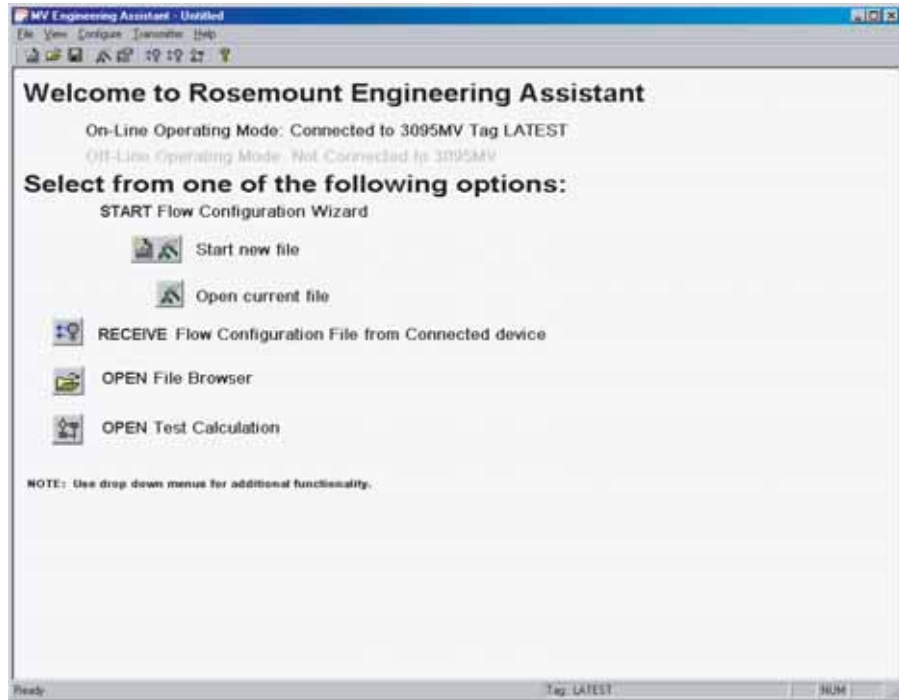 MV Engineering Assistant - Untitled
File View Configure Transmitter Help
Welcome to Rosemount Engineering Assistant
On-Line Operating Mode: Connected to 3095MV Tag LATEST
Off-Line Operating Mode: Not Connected to 3095MV
Select from one of the following options:
START Flow Configuration Wizard
Start new file
Open current file
RECEIVE Flow Configuration File from Connected device
OPEN File Browser
OPEN Test Calculation
NOTE: Use drop down menus for additional functionality.
Ready Tag: LATEST NUM